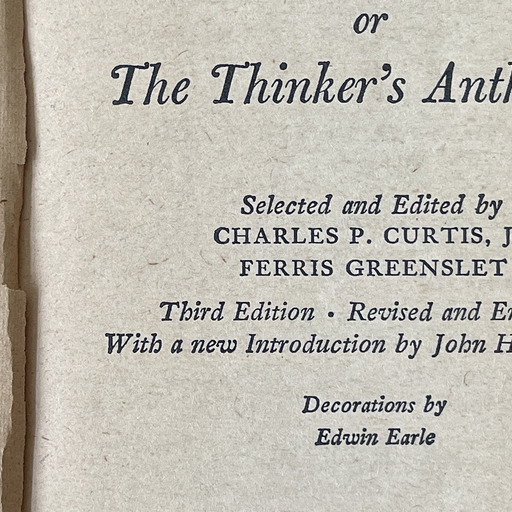 or
The Thinker's Anth
Selected and Edited by
CHARLES P. CURTIS, J
FERRIS GREENSLET
Third Edition • Revised and En
With a new Introduction by John H
Decorations by
Edwin Earle